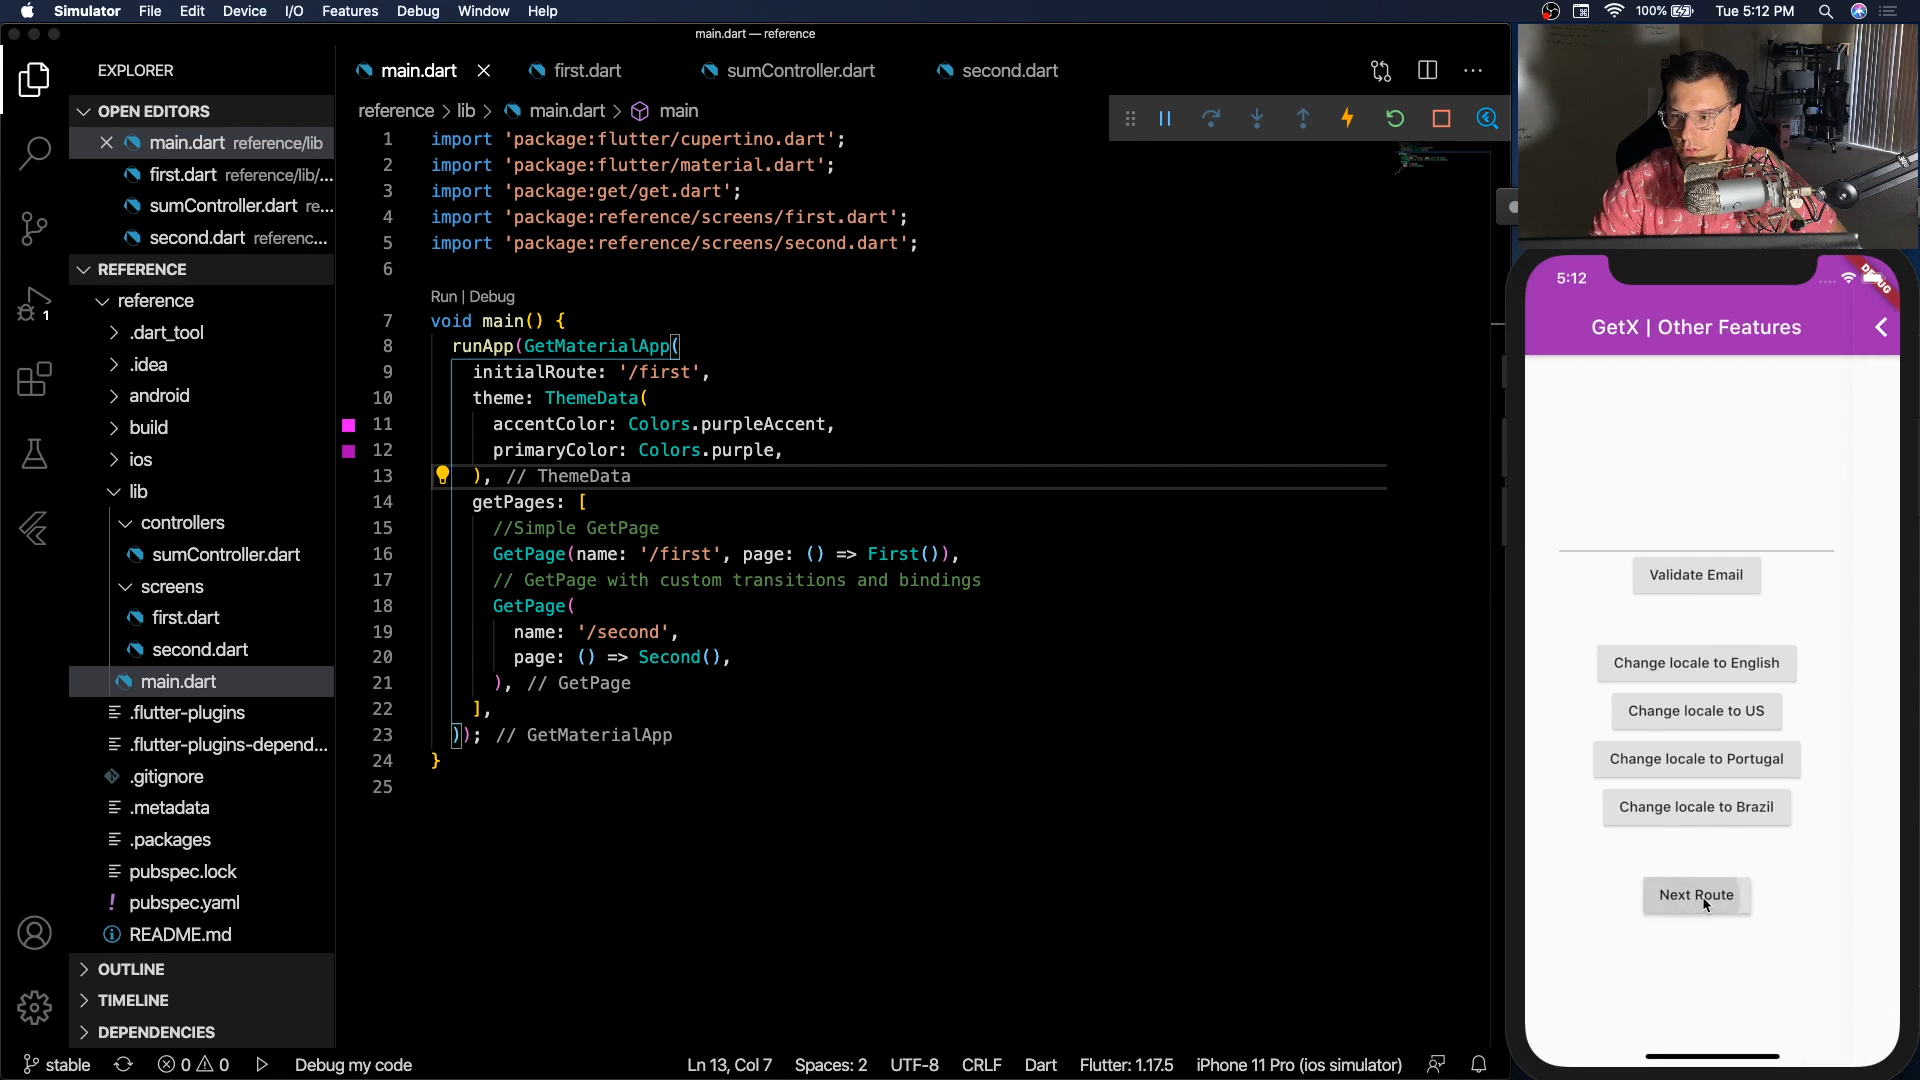 Simulator File Edit Device I/O Features Debug Window Help
100% Tue 5:12 PM
main.dart — reference
EXPLORER
OPEN EDITORS
main.dart reference/lib
first.dart reference/lib/...
sumController.dart re...
second.dart referenc...
REFERENCE
reference
.dart_tool
.idea
android
build
ios
lib
controllers
sumController.dart
screens
first.dart
second.dart
main.dart
.flutter-plugins
.flutter-plugins-depend...
.gitignore
.metadata
.packages
pubspec.lock
! pubspec.yaml
README.md
OUTLINE
TIMELINE
DEPENDENCIES
1
main.dart first.dart sumController.dart second.dart
reference > lib > main.dart > main
1 import 'package:flutter/cupertino.dart';
2 import 'package:flutter/material.dart';
3 import 'package:get/get.dart';
4 import 'package:reference/screens/first.dart';
5 import 'package:reference/screens/second.dart';
6
Run | Debug
7 void main() {
8 runApp(GetMaterialApp(
9 initialRoute: '/first',
10 theme: ThemeData(
11 accentColor: Colors.purpleAccent,
12 primaryColor: Colors.purple,
13 ), // ThemeData
14 getPages: [
15 //Simple GetPage
16 GetPage(name: '/first', page: () => First()),
17 // GetPage with custom transitions and bindings
18 GetPage(
19 name: '/second',
20 page: () => Second(),
21 ), // GetPage
22 ],
23 )); // GetMaterialApp
24 }
25
5:12
DEBUG
GetX | Other Features
Validate Email
Change locale to English
Change locale to US
Change locale to Portugal
Change locale to Brazil
Next Route
stable 0 0 Debug my code Ln 13, Col 7 Spaces: 2 UTF-8 CRLF Dart Flutter: 1.17.5 iPhone 11 Pro (ios simulator)